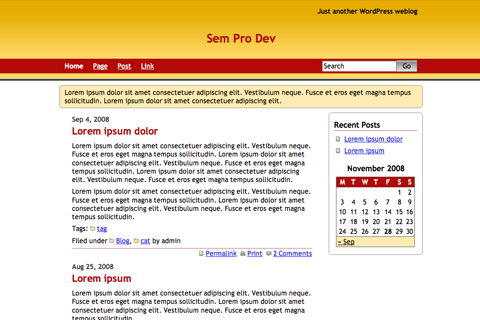 Just another WordPress weblog
Sem Pro Dev
Home Page Post Link
Search Go
Lorem ipsum dolor sit amet consectetuer adipiscing elit. Vestibulum neque. Fusce et eros eget magna tempus
sollicitudin. Lorem ipsum dolor sit amet consectetuer adipiscing elit.
Sep 4, 2008
Lorem ipsum dolor
Lorem ipsum dolor sit amet consectetuer adipiscing elit. Vestibulum neque.
Fusce et eros eget magna tempus sollicitudin. Lorem ipsum dolor sit amet
consectetuer adipiscing elit. Vestibulum neque. Fusce et eros eget magna
tempus sollicitudin. Lorem ipsum dolor sit amet consectetuer adipiscing elit.
Vestibulum neque. Fusce et eros eget magna tempus sollicitudin.
Lorem ipsum dolor sit amet consectetuer adipiscing elit. Vestibulum neque.
Fusce et eros eget magna tempus sollicitudin. Lorem ipsum dolor sit amet
consectetuer adipiscing elit. Vestibulum neque. Fusce et eros eget magna
tempus sollicitudin.
Tags: tag
Filed under Blog, cat by admin
Permalink Print 2 Comments
Aug 25, 2008
Lorem ipsum
Lorem ipsum dolor sit amet consectetuer adipiscing elit. Vestibulum neque.
Fusce et eros eget magna tempus sollicitudin. Lorem ipsum dolor sit amet
consectetuer adipiscing elit. Vestibulum neque. Fusce et eros eget magna
Recent Posts
Lorem ipsum dolor
Lorem ipsum
November 2008
M T W T F S S
1 2
3 4 5 6 7 8 9
10 11 12 13 14 15 16
17 18 19 20 21 22 23
24 25 26 27 28 29 30
« Sep